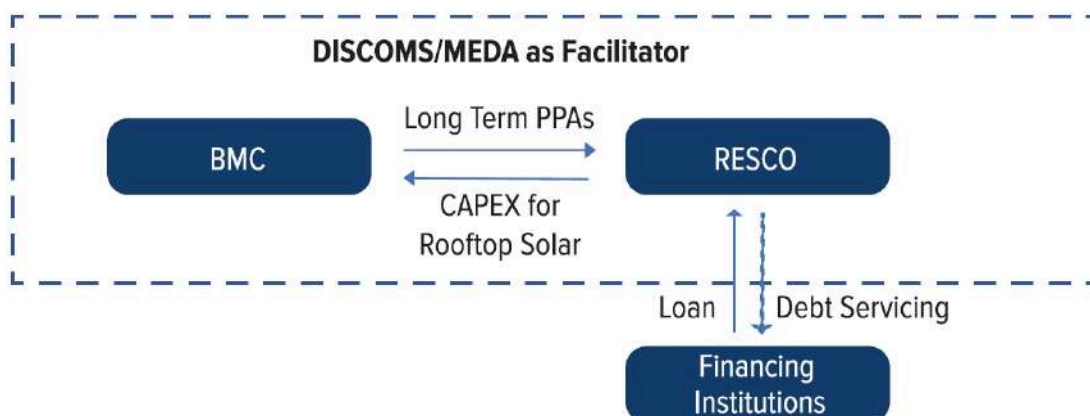 DISCOMS/MEDA as Facilitator
Long Term PPAs
BMC
RESCO
CAPEX for
Rooftop Solar
Loan
Debt Servicing
Financing
Institutions